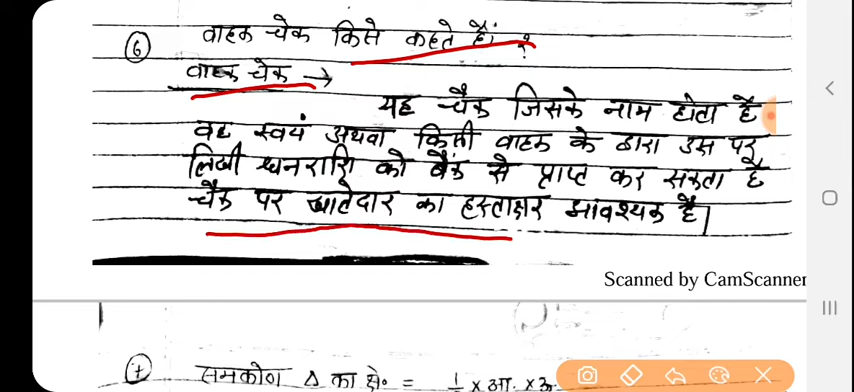 6 वाहक चेक किसे कहते हैं ?
वाहक चेक →
यह चैक जिसके नाम होता है
वह स्वयं अथवा किसी वाहक के द्वारा उस पर
लिखी धनराशि को बैंक से प्राप्त कर सकता है
चैक पर खातेदार का हस्ताक्षर आवश्यक है|
Scanned by CamScanner
7 समकोण Δ का क्षे॰ = 1/2 × आ॰ ×